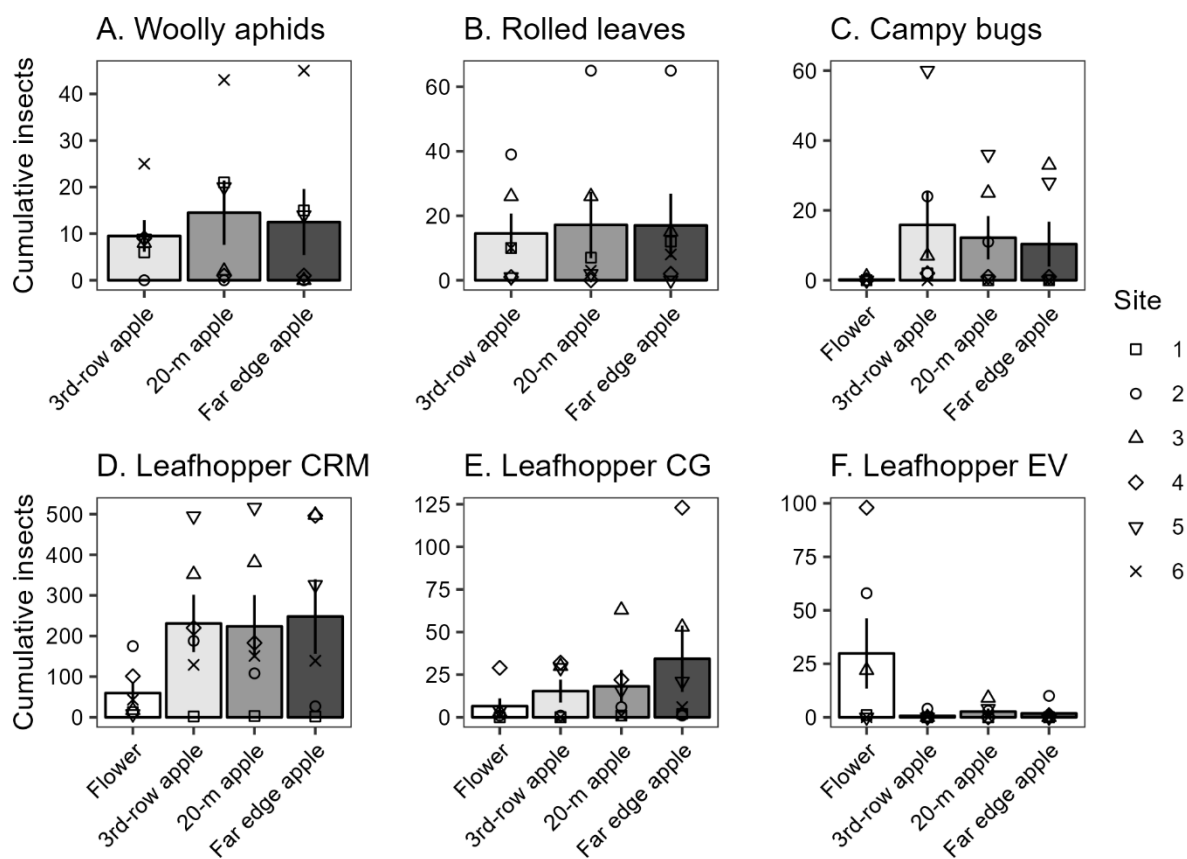 A. Woolly aphids
B. Rolled leaves
C. Campy bugs
Cumulative insects
40
30
20
10
0
3rd-row apple
20-m apple
Far edge apple
60
40
20
0
3rd-row apple
20-m apple
Far edge apple
60
40
20
0
Flower
3rd-row apple
20-m apple
Far edge apple
Site
1
2
3
4
5
6
D. Leafhopper CRM
E. Leafhopper CG
F. Leafhopper EV
Cumulative insects
500
400
300
200
100
0
Flower
3rd-row apple
20-m apple
Far edge apple
125
100
75
50
25
0
Flower
3rd-row apple
20-m apple
Far edge apple
100
75
50
25
0
Flower
3rd-row apple
20-m apple
Far edge apple